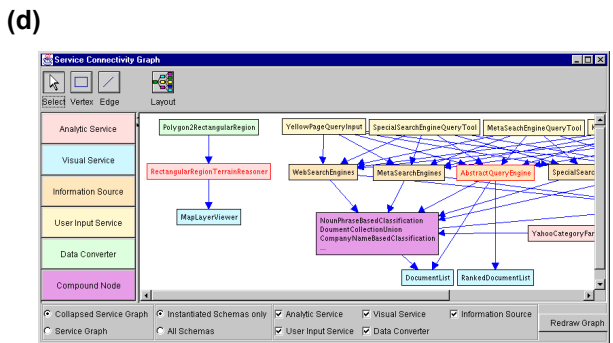 (d)
Service Connectivity Graph
Select Vertex Edge Layout
Analytic Service
Visual Service
Information Source
User Input Service
Data Converter
Compound Node
Polygon2RectangularRegion
YellowPageQueryInput
SpecialSearchEngineQueryTool
MetaSeachEngineQueryTool
RectangularRegionTerrainReasoner
WebSearchEngines
MetaSearchEngines
AbstractQueryEngine
SpecialSearch
MapLayerViewer
NounPhraseBasedClassification
DoumentCollectionUnion
CompanyNameBasedClassification
...
YahooCategoryFar
DocumentList
RankedDocumentList
Collapsed Service Graph
Service Graph
Instantiated Schemas only
All Schemas
Analytic Service
Visual Service
Information Source
User Input Service
Data Converter
Redraw Graph